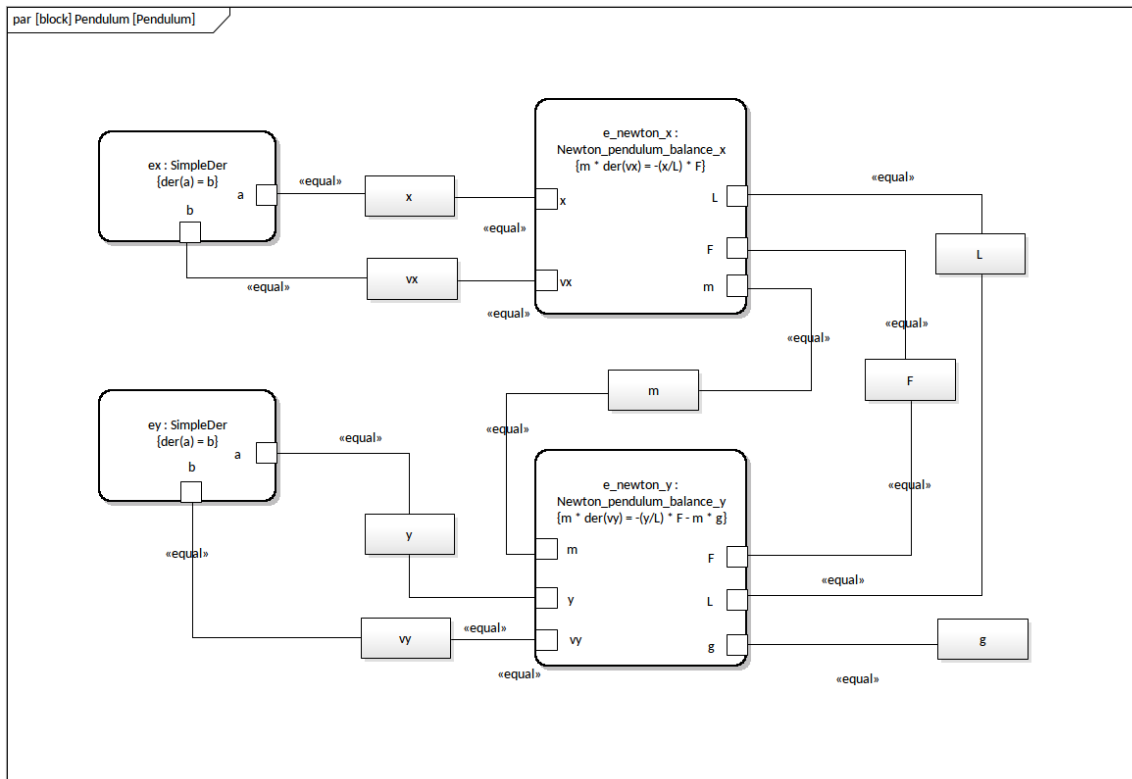 par [block] Pendulum [Pendulum]
ex : SimpleDer
{der(a) = b}
a
b
«equal»
x
«equal»
vx
«equal»
«equal»
e_newton_x :
Newton_pendulum_balance_x
{m * der(vx) = -(x/L) * F}
x
vx
L
F
m
«equal»
L
«equal»
F
«equal»
m
«equal»
ey : SimpleDer
{der(a) = b}
a
b
«equal»
y
«equal»
vy
«equal»
«equal»
e_newton_y :
Newton_pendulum_balance_y
{m * der(vy) = -(y/L) * F - m * g}
m
y
vy
F
L
g
«equal»
«equal»
g
«equal»